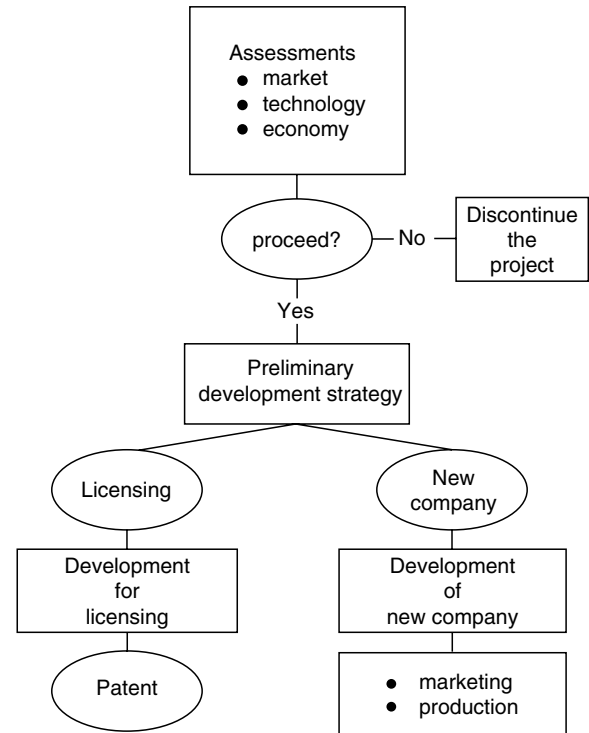 Assessments
● market
● technology
● economy
proceed?
No
Discontinue
the
project
Yes
Preliminary
development strategy
Licensing
New
company
Development
for
licensing
Development
of
new company
Patent
● marketing
● production